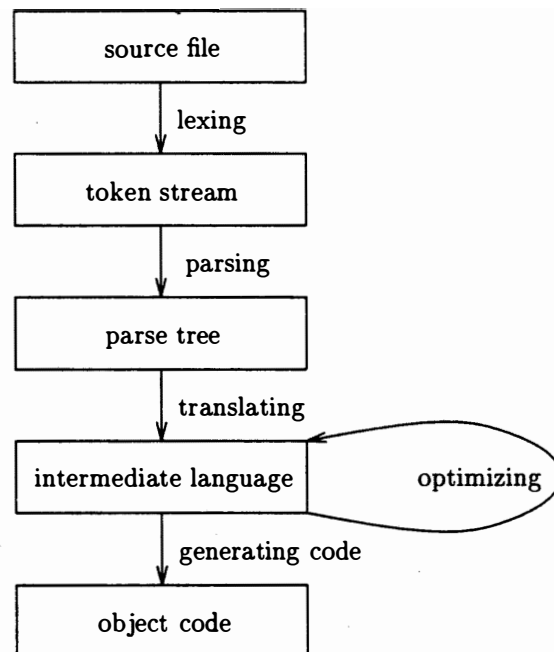 source file
lexing
token stream
parsing
parse tree
translating
intermediate language
optimizing
generating code
object code